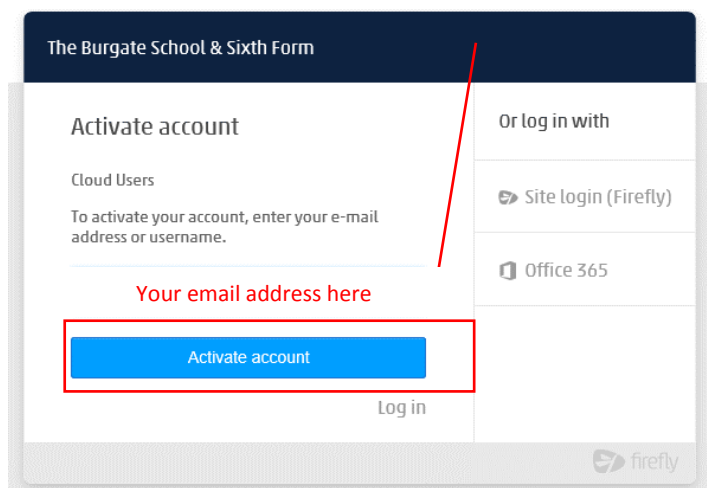 The Burgate School & Sixth Form
Activate account
Cloud Users
To activate your account, enter your e-mail
address or username.
Your email address here
Activate account
Log in
Or log in with
Site login (Firefly)
Office 365
firefly